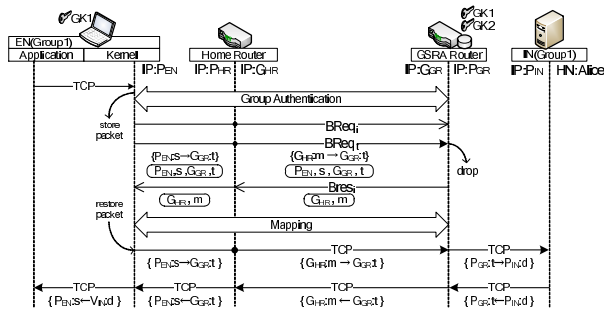 GK1
GK1
GK2
EN(Group1)
Application
Kernel
Home Router
GSRA Router
IN(Group1)
IP:PEN
IP:PHR
IP:GHR
IP:GGR
IP:PGR
IP:PIN
HN:Alice
TCP
Group Authentication
store packet
BReqi
BReqt
{PEN:s→GGR:t}
{GHR:m → GGR:t}
PEN, s, GGR, t
PEN, s, GGR, t
drop
Bresi
GHR, m
GHR, m
restore packet
Mapping
TCP
TCP
TCP
{ PEN:s→GGR:t }
{GHR:m → GGR:t }
{PGR:t→PIN:d}
TCP
TCP
TCP
TCP
{ PEN:s←VIN:d }
{ PEN:s←GGR:t }
{GHR:m ← GGR:t }
{PGR:t←PIN:d}